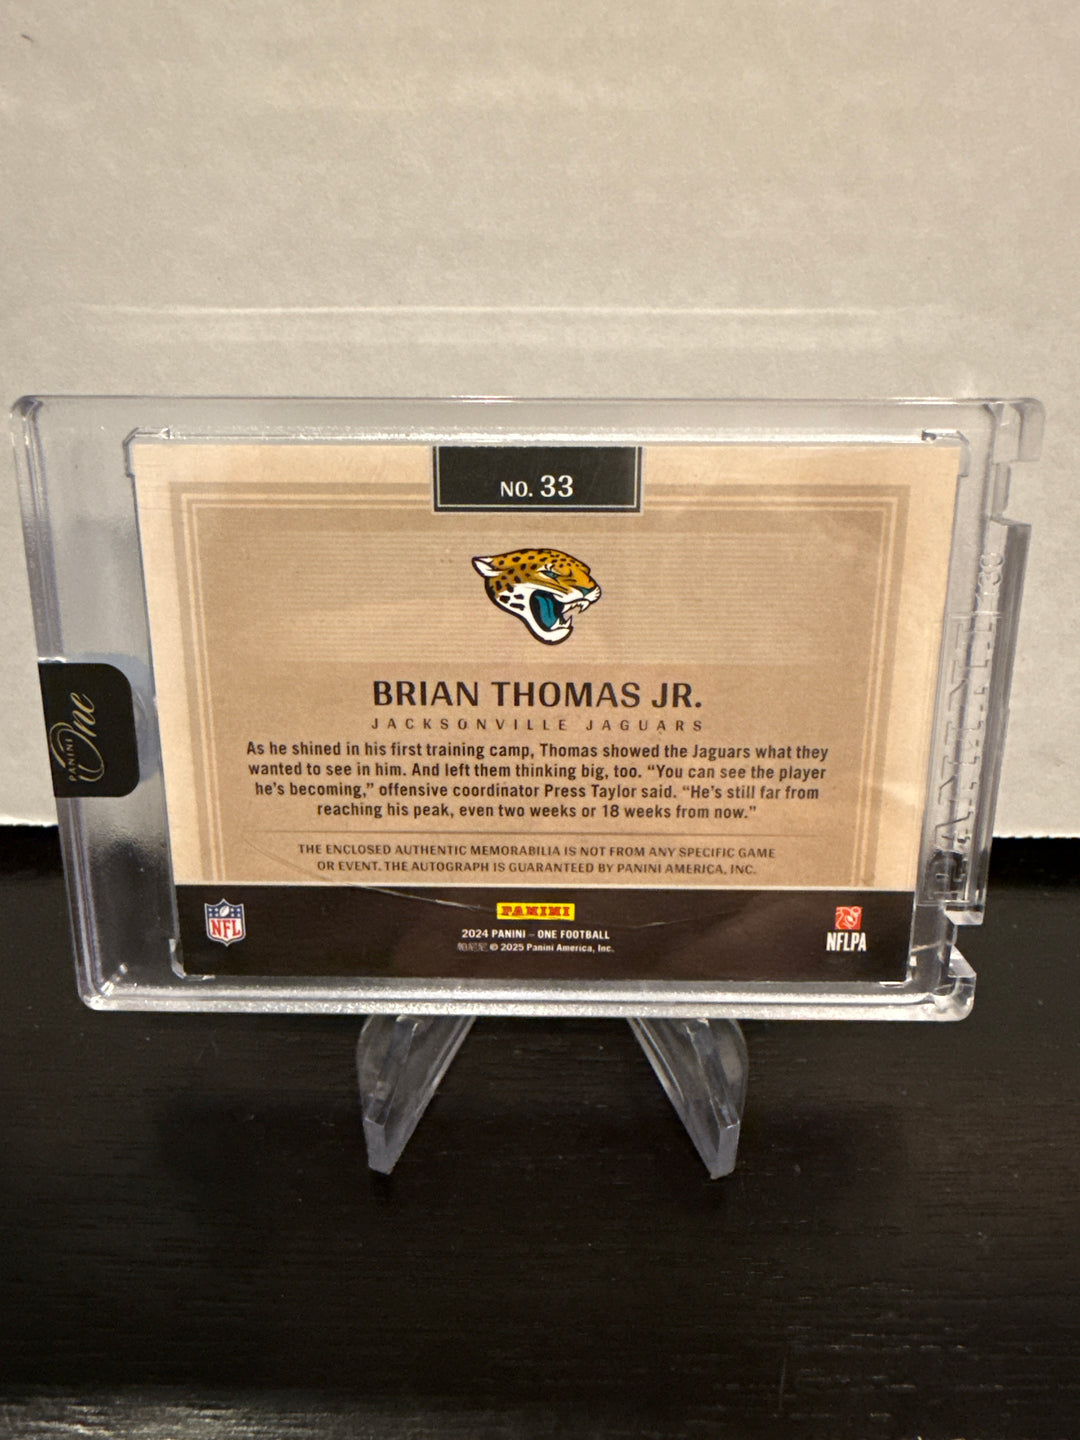 NO. 33
BRIAN THOMAS JR.
JACKSONVILLE JAGUARS
As he shined in his first training camp, Thomas showed the Jaguars what they
wanted to see in him. And left them thinking big, too. “You can see the player
he’s becoming,” offensive coordinator Press Taylor said. “He’s still far from
reaching his peak, even two weeks or 18 weeks from now.”
THE ENCLOSED AUTHENTIC MEMORABILIA IS NOT FROM ANY SPECIFIC GAME
OR EVENT. THE AUTOGRAPH IS GUARANTEED BY PANINI AMERICA, INC.
NFL
PANINI
2024 PANINI – ONE FOOTBALL
© 2025 Panini America, Inc.
NFLPA
PANINI
One
PANINI